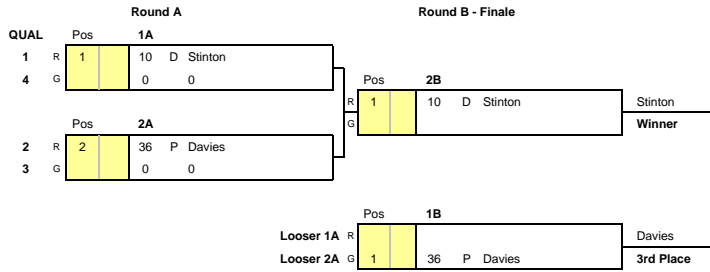 Round A Round B - Finale
QUAL Pos 1A
1 R 1 10 D Stinton
4 G 0 0
Pos 2B
R 1 10 D Stinton Stinton
G Winner
Pos 2A
2 R 2 36 P Davies
3 G 0 0
Pos 1B
Looser 1A R Davies
Looser 2A G 1 36 P Davies 3rd Place